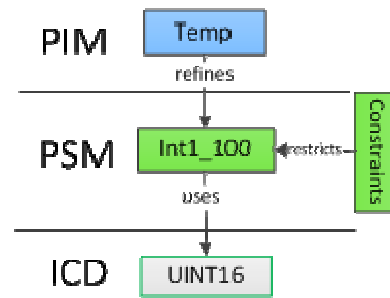 PIM
Temp
refines
PSM
Int1_100
restricts
Constraints
uses
ICD
UINT16